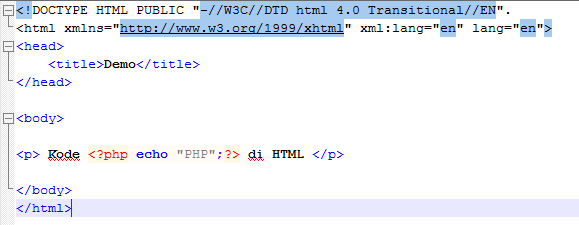 <!DOCTYPE HTML PUBLIC "-//W3C//DTD html 4.0 Transitional//EN".
<html xmlns="http://www.w3.org/1999/xhtml" xml:lang="en" lang="en">
<head>
<title>Demo</title>
</head>
<body>
<p> Kode <?php echo "PHP";?> di HTML </p>
</body>
</html>